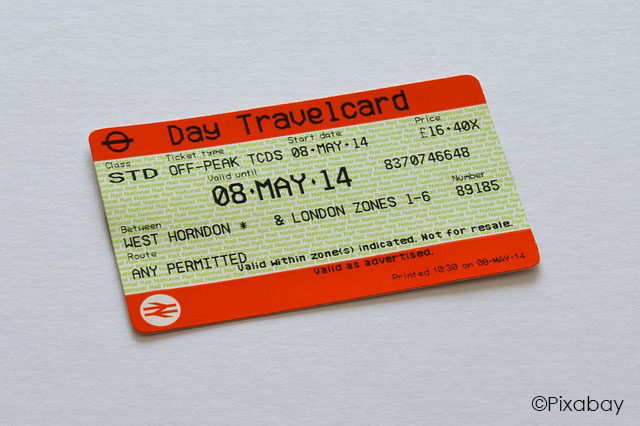 Day Travelcard
Class Ticket type Start date Price
STD OFF-PEAK TCDS 08·MAY·14 £16·40X
Valid until
08·MAY·14 8370746648
Between Number
WEST HORNDON * & LONDON ZONES 1-6 89185
Route
ANY PERMITTED Valid within zone(s) indicated. Not for resale.
Valid as advertised.
Printed 10:30 on 08·MAY·14
©Pixabay